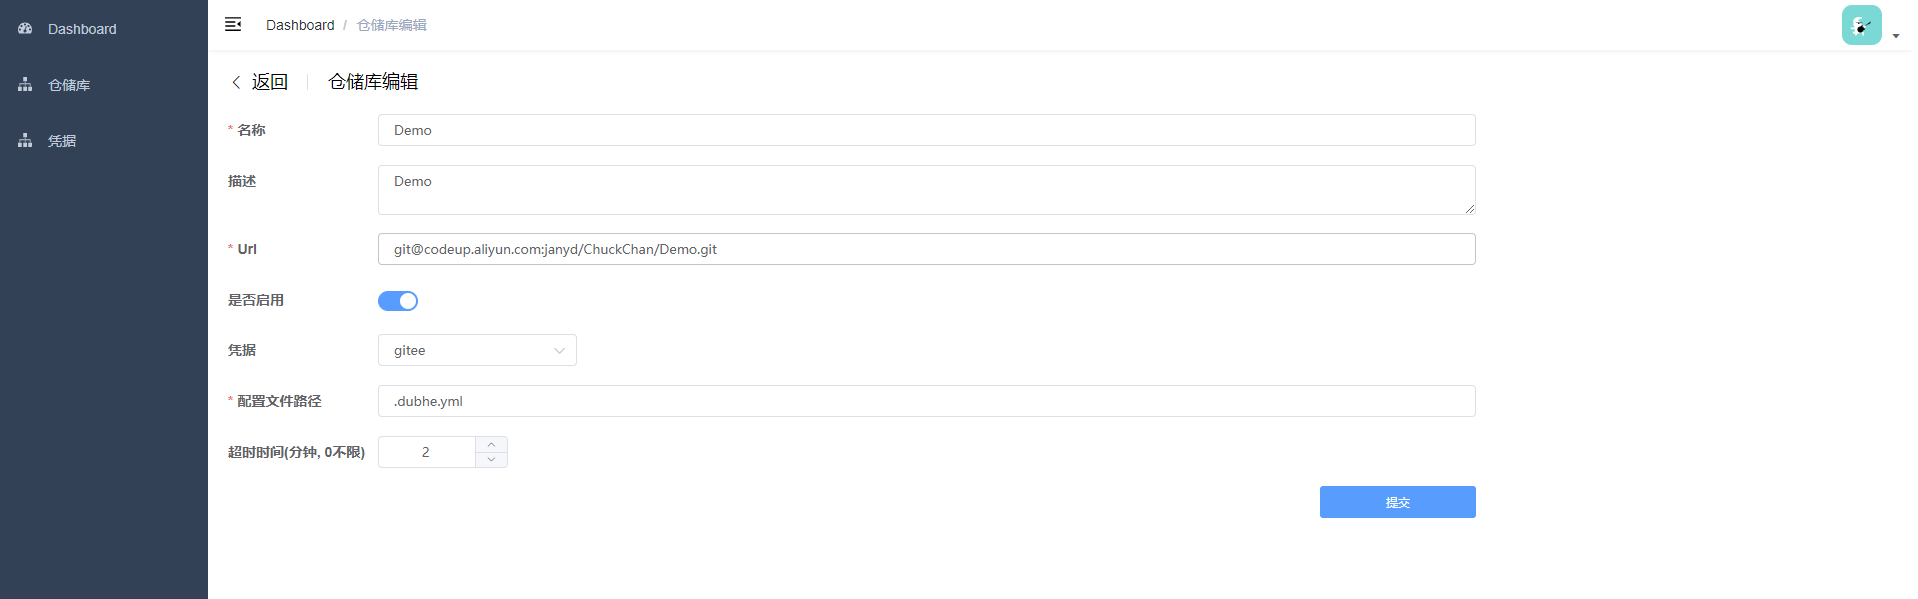 Dashboard
仓储库
凭据
Dashboard / 仓储库编辑
返回 仓储库编辑
* 名称 Demo
描述 Demo
* Url git@codeup.aliyun.com:janyd/ChuckChan/Demo.git
是否启用
凭据 gitee
* 配置文件路径 .dubhe.yml
超时时间(分钟, 0不限) 2
提交